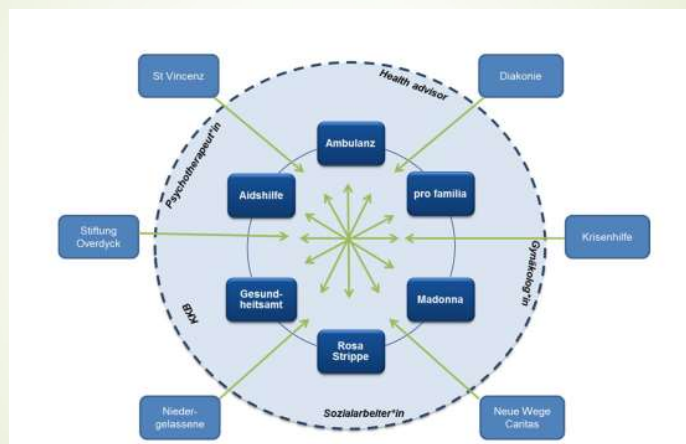 St Vincenz
Health advisor
Diakonie
Ambulanz
Psychotherapeut*in
Aidshilfe
pro familia
Stiftung
Overdyck
Krisenhilfe
Gynäkolog*in
Gesund-
heitsamt
Madonna
KKB
Rosa
Strippe
Nieder-
gelassene
Sozialarbeiter*in
Neue Wege
Caritas